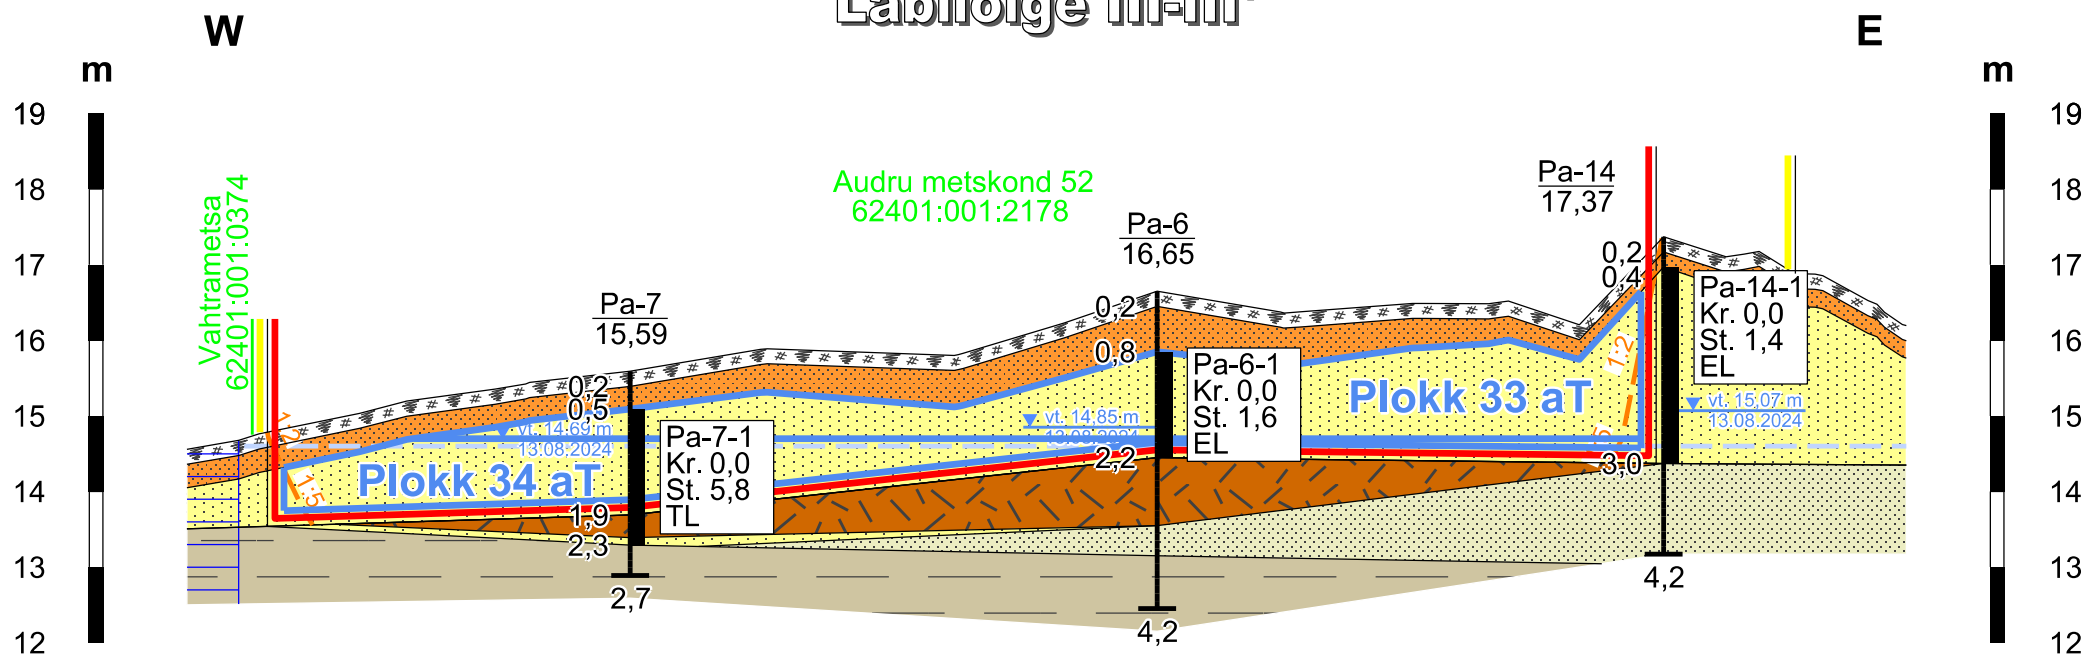 Läbilõige III-III'
W
E
m
m
19
18
17
16
15
14
13
12
19
18
17
16
15
14
13
12
Vahtrametsa
62401:001:0374
Audru metskond 52
62401:001:2178
Pa-7
15,59
Pa-6
16,65
Pa-14
17,37
0,2
0,5
1,9
2,3
2,7
0,2
0,8
2,2
4,2
0,2
0,4
3,0
4,2
Pa-7-1
Kr. 0,0
St. 5,8
TL
Pa-6-1
Kr. 0,0
St. 1,6
EL
Pa-14-1
Kr. 0,0
St. 1,4
EL
vt. 14,69 m
13.08.2024
vt. 14,85 m
13.08.2024
vt. 15,07 m
13.08.2024
Plokk 34 aT
Plokk 33 aT
1:2
1:5
1:2